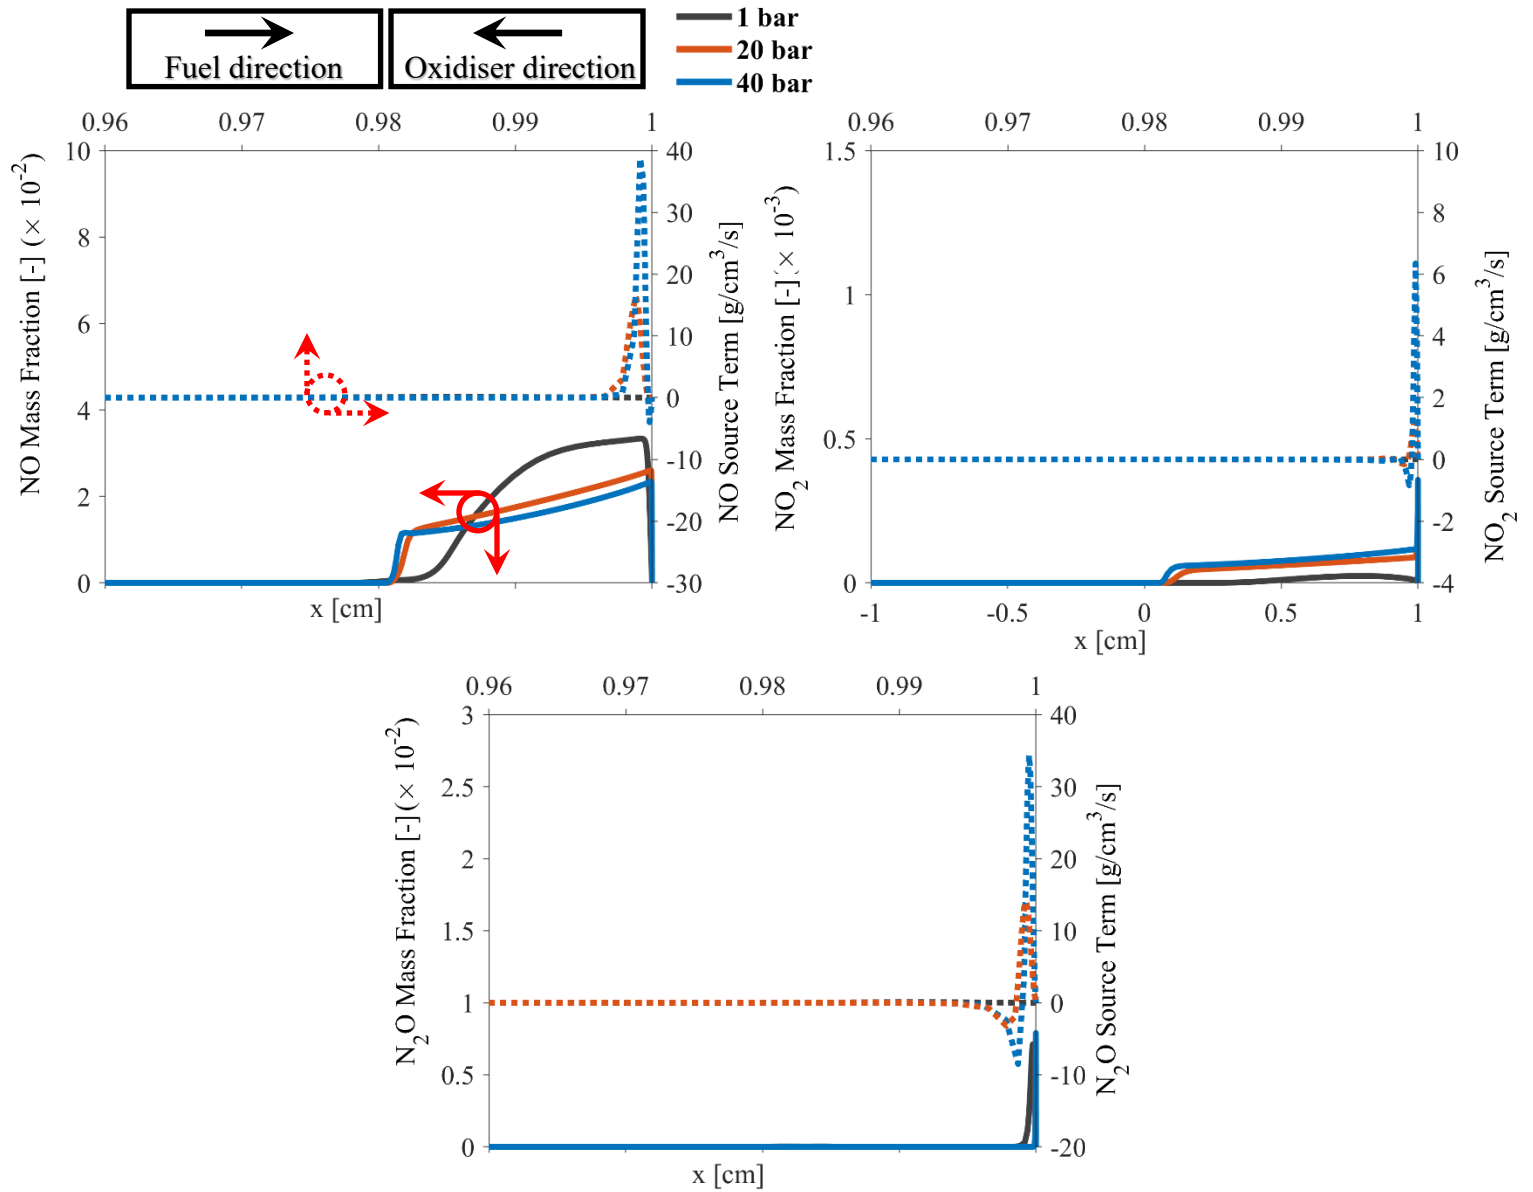 Fuel direction
Oxidiser direction
1 bar
20 bar
40 bar
0.96 0.97 0.98 0.99 1
10 8 6 4 2 0
NO Mass Fraction [-] (× 10⁻²)
40 30 20 10 0 -10 -20 -30
NO Source Term [g/cm³/s]
x [cm]
0.96 0.97 0.98 0.99 1
1.5 1 0.5 0
NO₂ Mass Fraction [-] (× 10⁻³)
10 8 6 4 2 0 -2 -4
NO₂ Source Term [g/cm³/s]
-1 -0.5 0 0.5 1
x [cm]
0.96 0.97 0.98 0.99 1
3 2.5 2 1.5 1 0.5 0
N₂O Mass Fraction [-] (× 10⁻²)
40 30 20 10 0 -10 -20
N₂O Source Term [g/cm³/s]
x [cm]